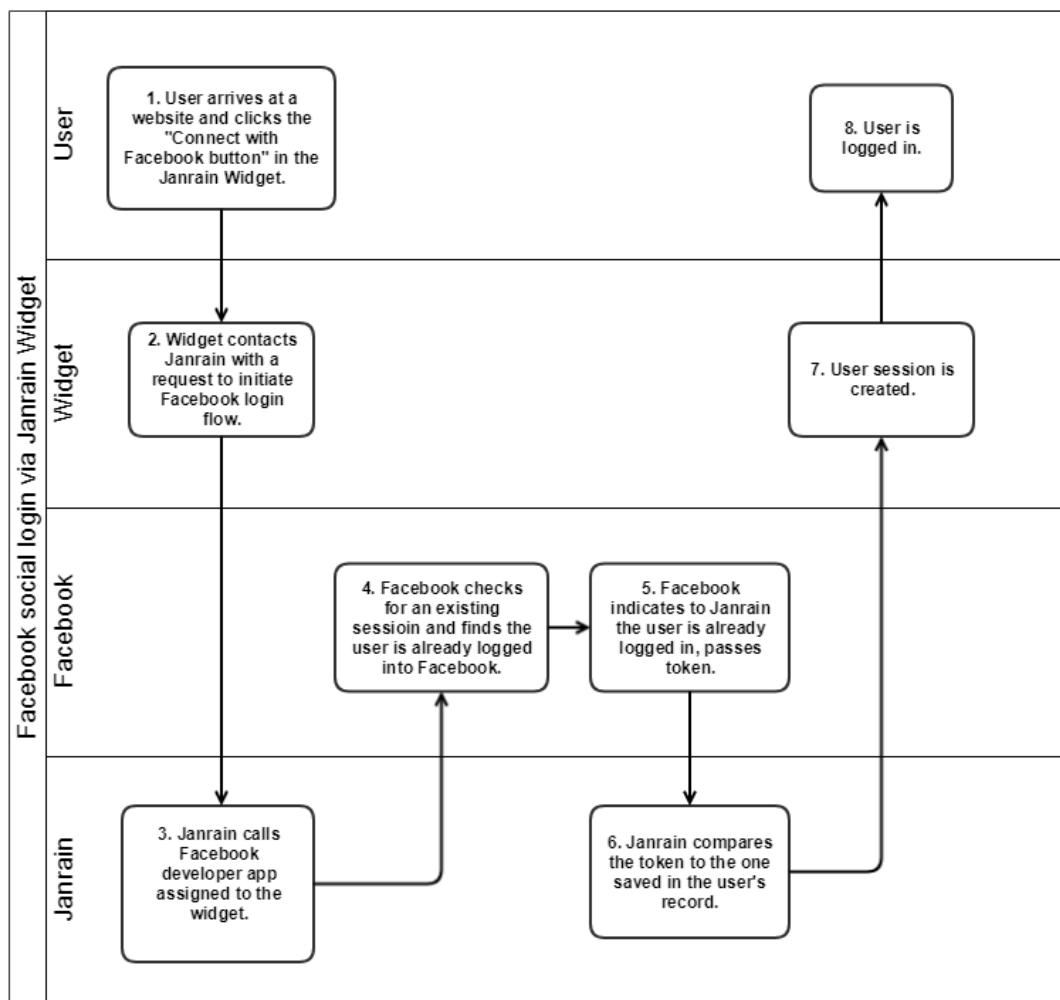 Facebook social login via Janrain Widget
User
1. User arrives at a
website and clicks the
"Connect with
Facebook button" in the
Janrain Widget.
8. User is
logged in.
Widget
2. Widget contacts
Janrain with a
request to initiate
Facebook login
flow.
7. User session is
created.
Facebook
4. Facebook checks
for an existing
sessioin and finds the
user is already logged
into Facebook.
5. Facebook
indicates to Janrain
the user is already
logged in, passes
token.
Janrain
3. Janrain calls
Facebook
developer app
assigned to the
widget.
6. Janrain compares
the token to the one
saved in the user's
record.